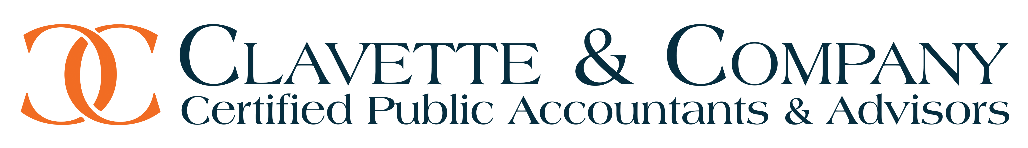 CLAVETTE & COMPANY
Certified Public Accountants & Advisors